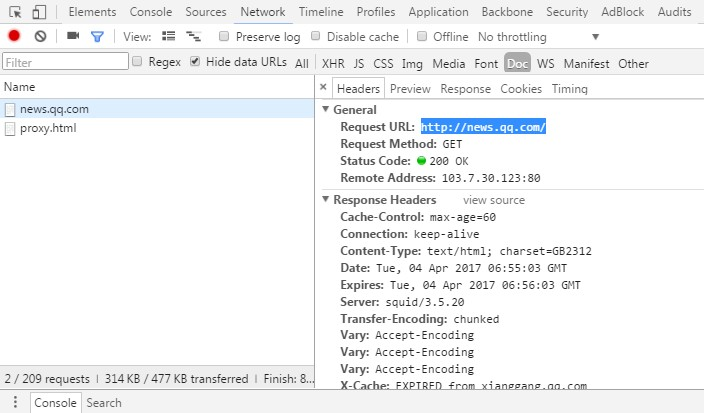 Elements Console Sources Network Timeline Profiles Application Backbone Security AdBlock Audits
View: Preserve log Disable cache Offline No throttling
Filter Regex Hide data URLs All XHR JS CSS Img Media Font Doc WS Manifest Other
Name
news.qq.com
proxy.html
2 / 209 requests | 314 KB / 477 KB transferred | Finish: 8...
× Headers Preview Response Cookies Timing
General
Request URL: http://news.qq.com/
Request Method: GET
Status Code: 200 OK
Remote Address: 103.7.30.123:80
Response Headers view source
Cache-Control: max-age=60
Connection: keep-alive
Content-Type: text/html; charset=GB2312
Date: Tue, 04 Apr 2017 06:55:03 GMT
Expires: Tue, 04 Apr 2017 06:56:03 GMT
Server: squid/3.5.20
Transfer-Encoding: chunked
Vary: Accept-Encoding
Vary: Accept-Encoding
Vary: Accept-Encoding
X-Cache: EXPIRED from xianggang.qq.com
Console Search